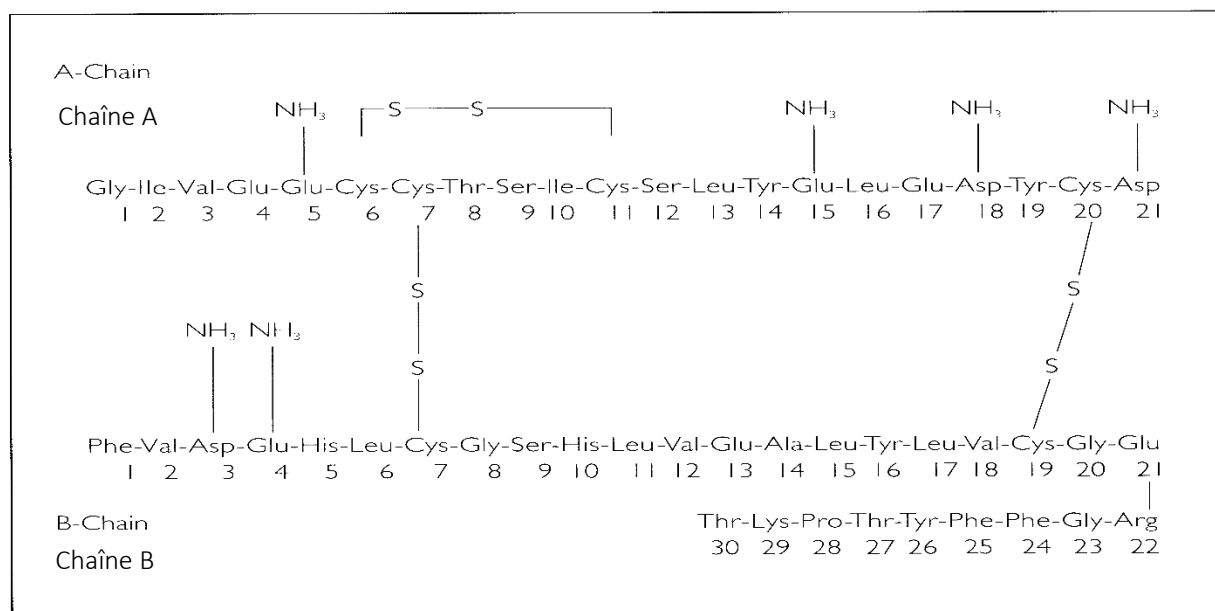 A-Chain
Chaîne A
NH₃ S S NH₃ NH₃ NH₃
Gly-Ile-Val-Glu-Glu-Cys-Cys-Thr-Ser-Ile-Cys-Ser-Leu-Tyr-Glu-Leu-Glu-Asp-Tyr-Cys-Asp
1 2 3 4 5 6 7 8 9 10 11 12 13 14 15 16 17 18 19 20 21
S S
NH₃ NH₃
S S
Phe-Val-Asp-Glu-His-Leu-Cys-Gly-Ser-His-Leu-Val-Glu-Ala-Leu-Tyr-Leu-Val-Cys-Gly-Glu
1 2 3 4 5 6 7 8 9 10 11 12 13 14 15 16 17 18 19 20 21
B-Chain
Chaîne B
Thr-Lys-Pro-Thr-Tyr-Phe-Phe-Gly-Arg
30 29 28 27 26 25 24 23 22